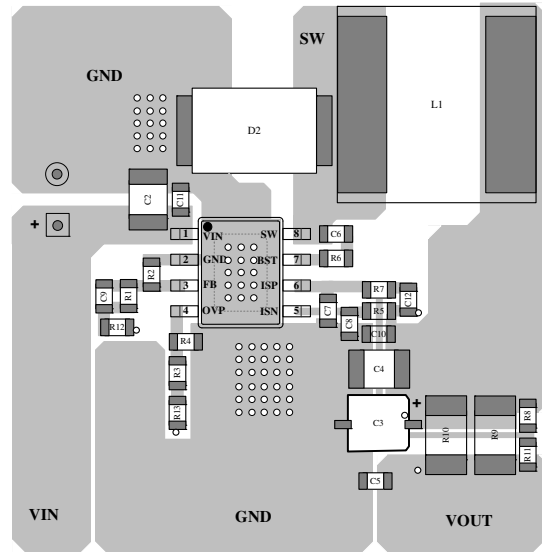 SW
GND
L1
D2
C2
C11
+
1 VIN SW 8
C6
2 GND BST 7
R6
R2
3 FB ISP 6
R7
C9
R1
C12
4 OVP ISN 5
C7
R5
C8
R12
C10
R4
R3
C4
R13
+
C3
R10
R9
R8
R11
C5
VIN
GND
VOUT